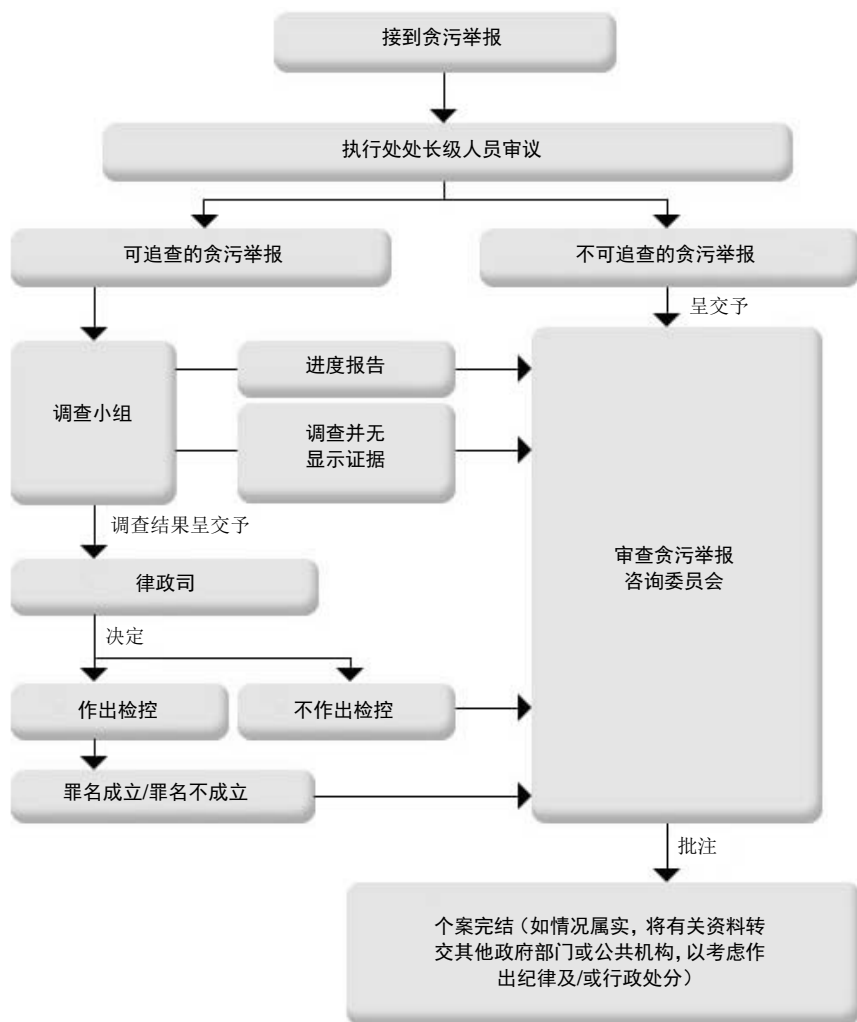 接到贪污举报
执行处处长级人员审议
可追查的贪污举报
不可追查的贪污举报
呈交予
调查小组
进度报告
调查并无
显示证据
调查结果呈交予
审查贪污举报
咨询委员会
律政司
决定
作出检控
不作出检控
罪名成立/罪名不成立
批注
个案完结（如情况属实，将有关资料转
交其他政府部门或公共机构，以考虑作
出纪律及/或行政处分）